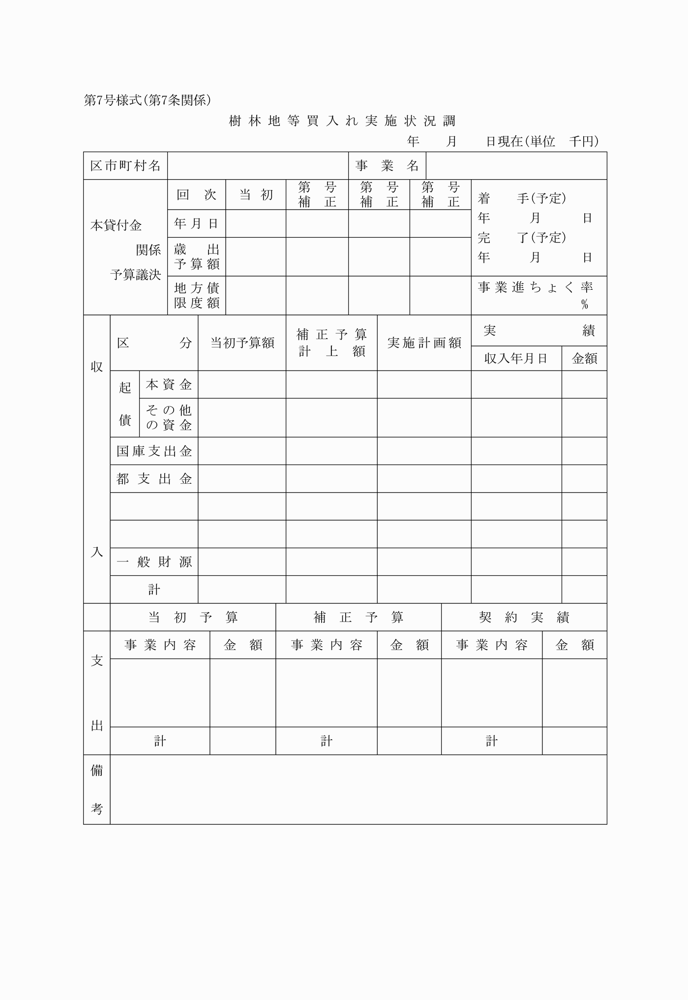 第7号様式(第7条関係)
樹林地等買入れ実施状況調
年　月　日現在(単位　千円)
区市町村名
事業名
本貸付金
関係
予算議決
回次
当初
第　号
補　正
第　号
補　正
第　号
補　正
着　手(予定)
年　月　日
完　了(予定)
年　月　日
年月日
歳　出
予算額
地方債
限度額
事業進ちょく率
％
収入
区分
当初予算額
補正予算
計上額
実施計画額
実績
収入年月日
金額
起債
本資金
その他
の資金
国庫支出金
都支出金
一般財源
計
支出
当初予算
補正予算
契約実績
事業内容
金額
事業内容
金額
事業内容
金額
計
計
計
備考